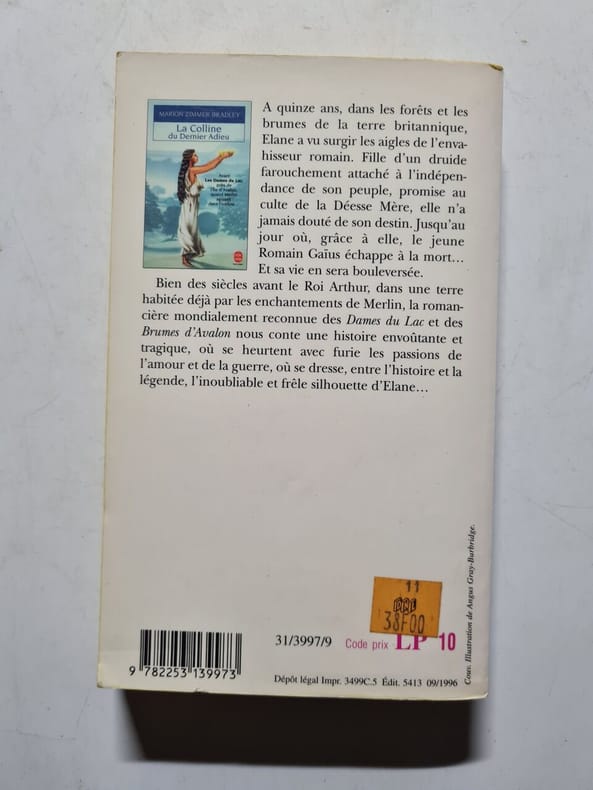 MARION ZIMMER BRADLEY
La Colline
du Dernier Adieu
Avant
Les Dames du Lac,
A quinze ans, dans les forêts et les
brumes de la terre britannique,
Elane a vu surgir les aigles de l'enva-
hisseur romain. Fille d'un druide
farouchement attaché à l'indépen-
dance de son peuple, promise au
culte de la Déesse Mère, elle n'a
jamais douté de son destin. Jusqu'au
jour où, grâce à elle, le jeune
Romain Gaïus échappe à la mort…
Et sa vie en sera bouleversée.
Bien des siècles avant le Roi Arthur, dans une terre
habitée déjà par les enchantements de Merlin, la roman-
cière mondialement reconnue des Dames du Lac et des
Brumes d'Avalon nous conte une histoire envoûtante et
tragique, où se heurtent avec furie les passions de
l'amour et de la guerre, où se dresse, entre l'histoire et la
légende, l'inoubliable et frêle silhouette d'Elane…
Couv. Illustration de Angus Gray-Burbridge.
11
38F00
31/3997/9 Code prix LP 10
9 782253 139973
Dépôt légal Impr. 3499C.5 Édit. 5413 09/1996